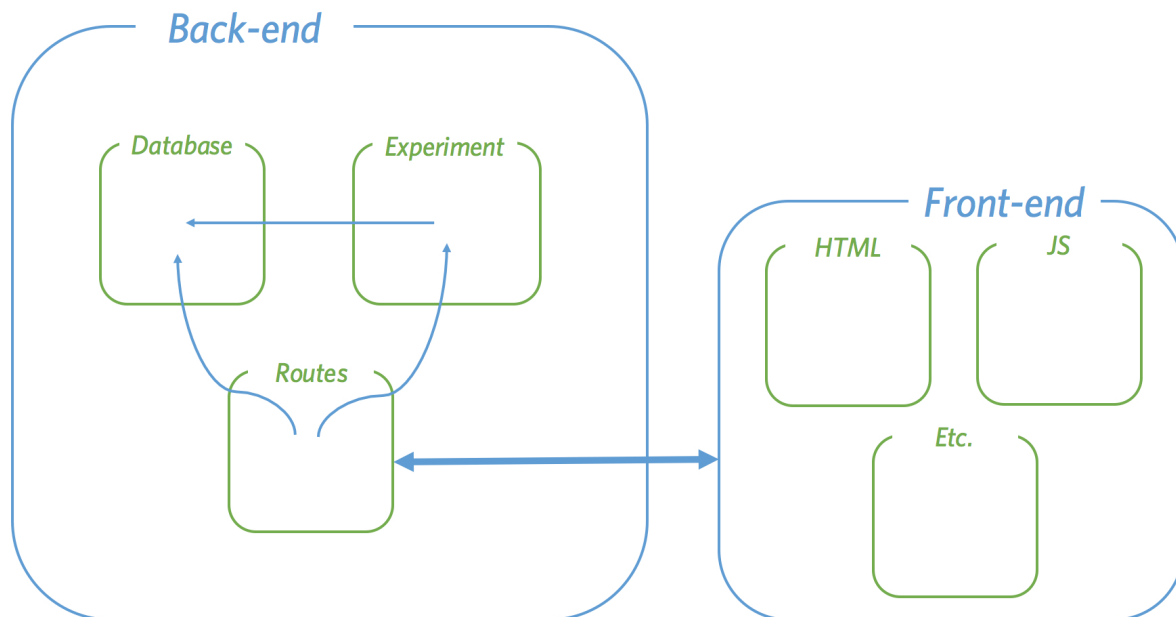 Back-end
Database
Experiment
Routes
Front-end
HTML
JS
Etc.